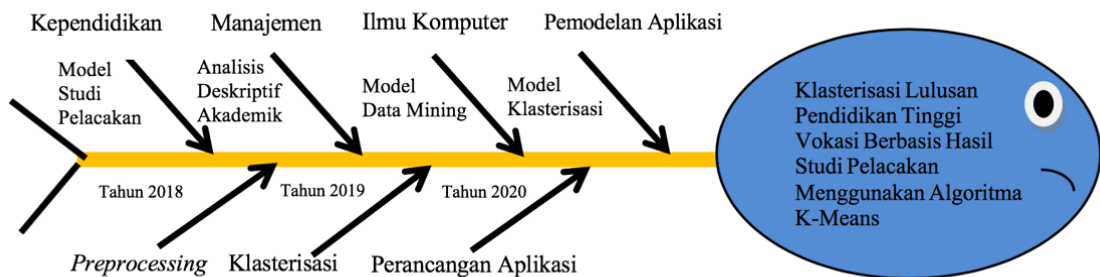 Kependidikan
Manajemen
Ilmu Komputer
Pemodelan Aplikasi
Model
Studi
Pelacakan
Analisis
Deskriptif
Akademik
Model
Data Mining
Model
Klasterisasi
Tahun 2018
Tahun 2019
Tahun 2020
Preprocessing
Klasterisasi
Perancangan Aplikasi
Klasterisasi Lulusan
Pendidikan Tinggi
Vokasi Berbasis Hasil
Studi Pelacakan
Menggunakan Algoritma
K-Means